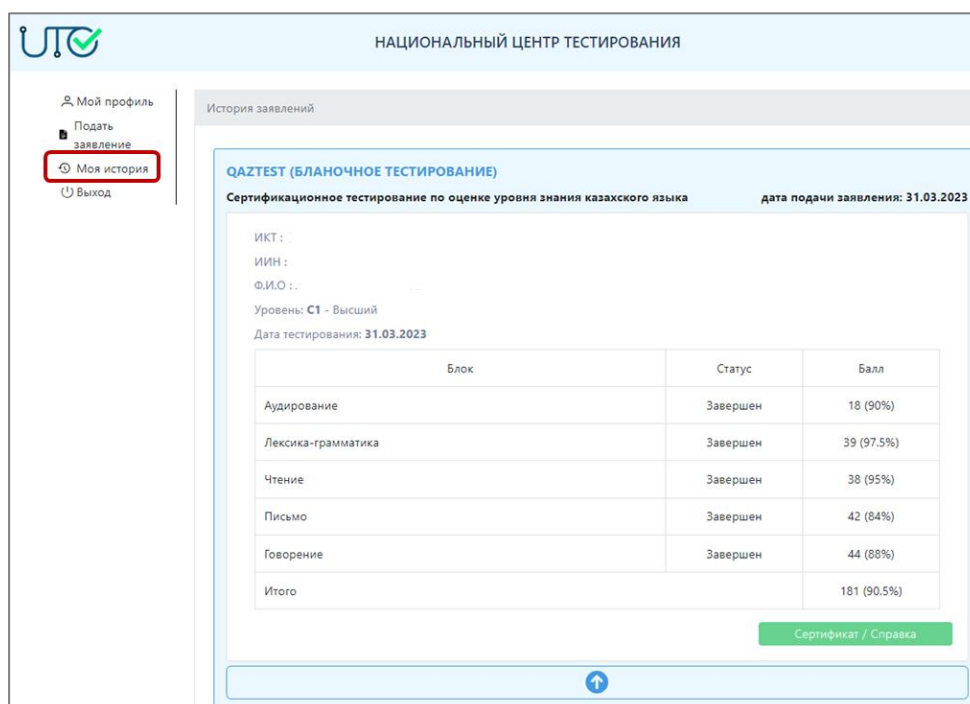 UTO
НАЦИОНАЛЬНЫЙ ЦЕНТР ТЕСТИРОВАНИЯ
Мой профиль
Подать
заявление
Моя история
Выход
История заявлений
QAZTEST (БЛАНОЧНОЕ ТЕСТИРОВАНИЕ)
Сертификационное тестирование по оценке уровня знания казахского языка дата подачи заявления: 31.03.2023
ИКТ :
ИИН :
Ф.И.О : .
Уровень: C1 - Высший
Дата тестирования: 31.03.2023
Блок Статус Балл
Аудирование Завершен 18 (90%)
Лексика-грамматика Завершен 39 (97.5%)
Чтение Завершен 38 (95%)
Письмо Завершен 42 (84%)
Говорение Завершен 44 (88%)
Итого 181 (90.5%)
Сертификат / Справка